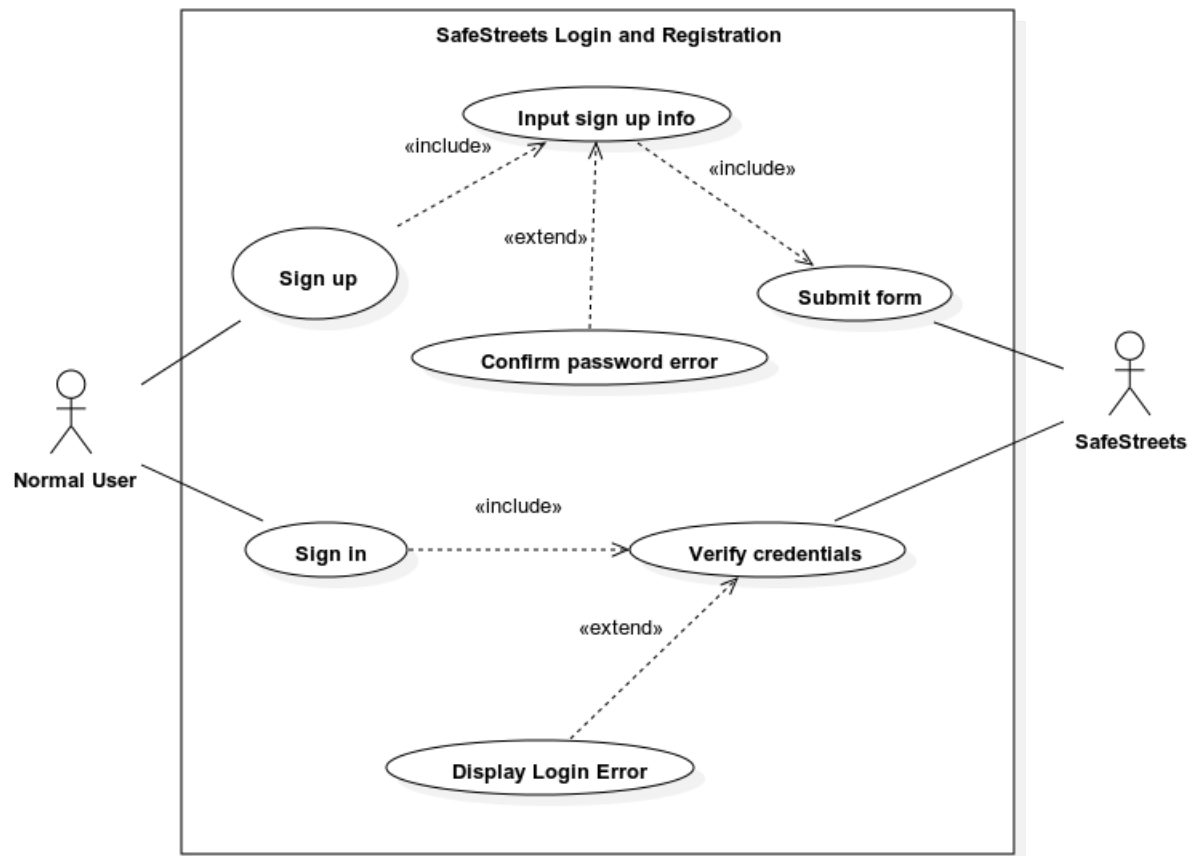 SafeStreets Login and Registration
Input sign up info
«include»
«include»
«extend»
Sign up
Submit form
Confirm password error
SafeStreets
Normal User
«include»
Sign in
Verify credentials
«extend»
Display Login Error